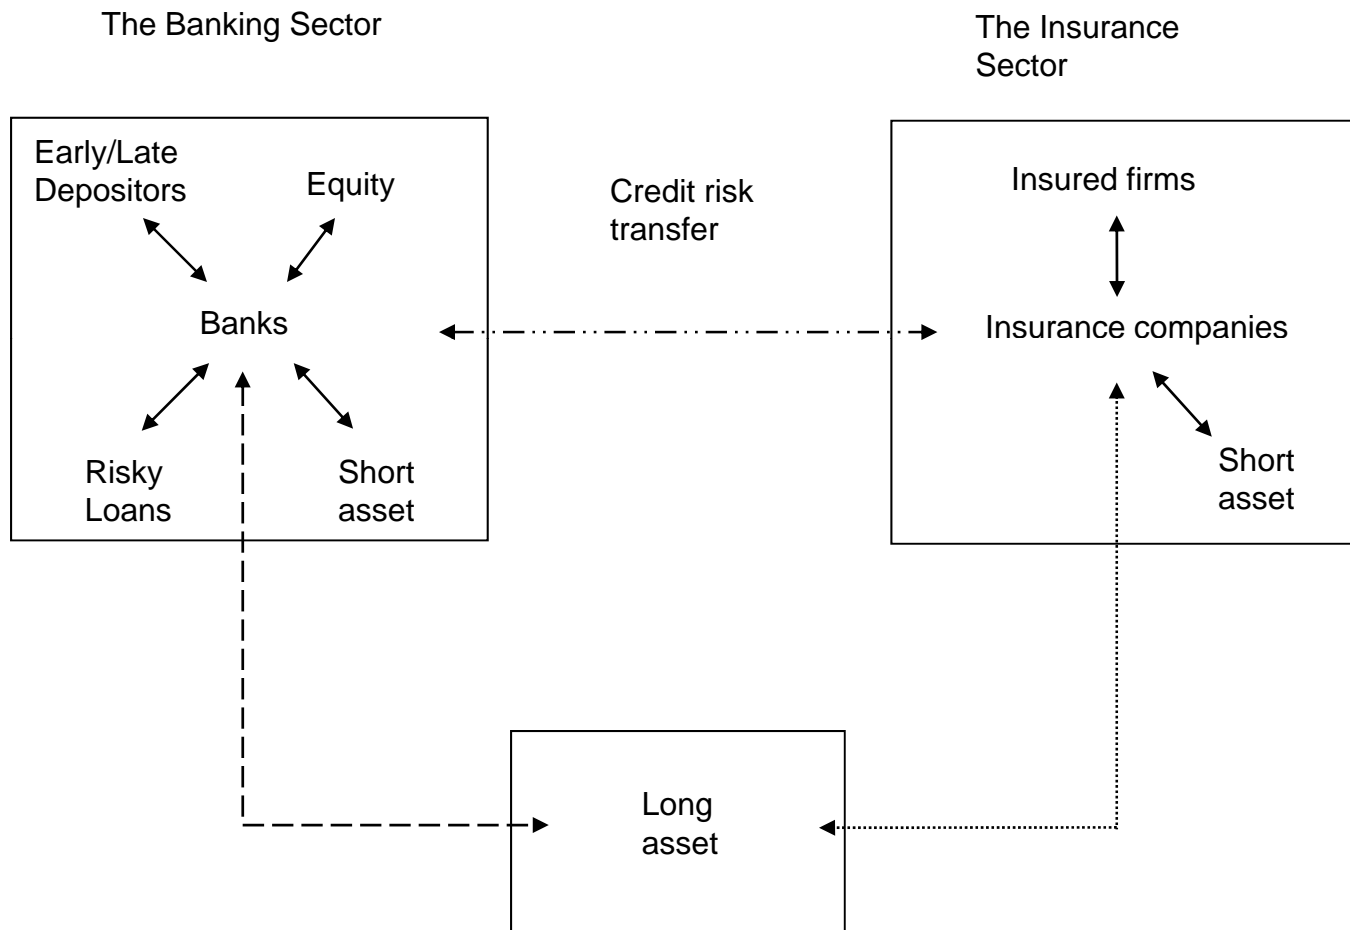 The Banking Sector
The Insurance
Sector
Early/Late
Depositors
Equity
Banks
Risky
Loans
Short
asset
Credit risk
transfer
Insured firms
Insurance companies
Short
asset
Long
asset